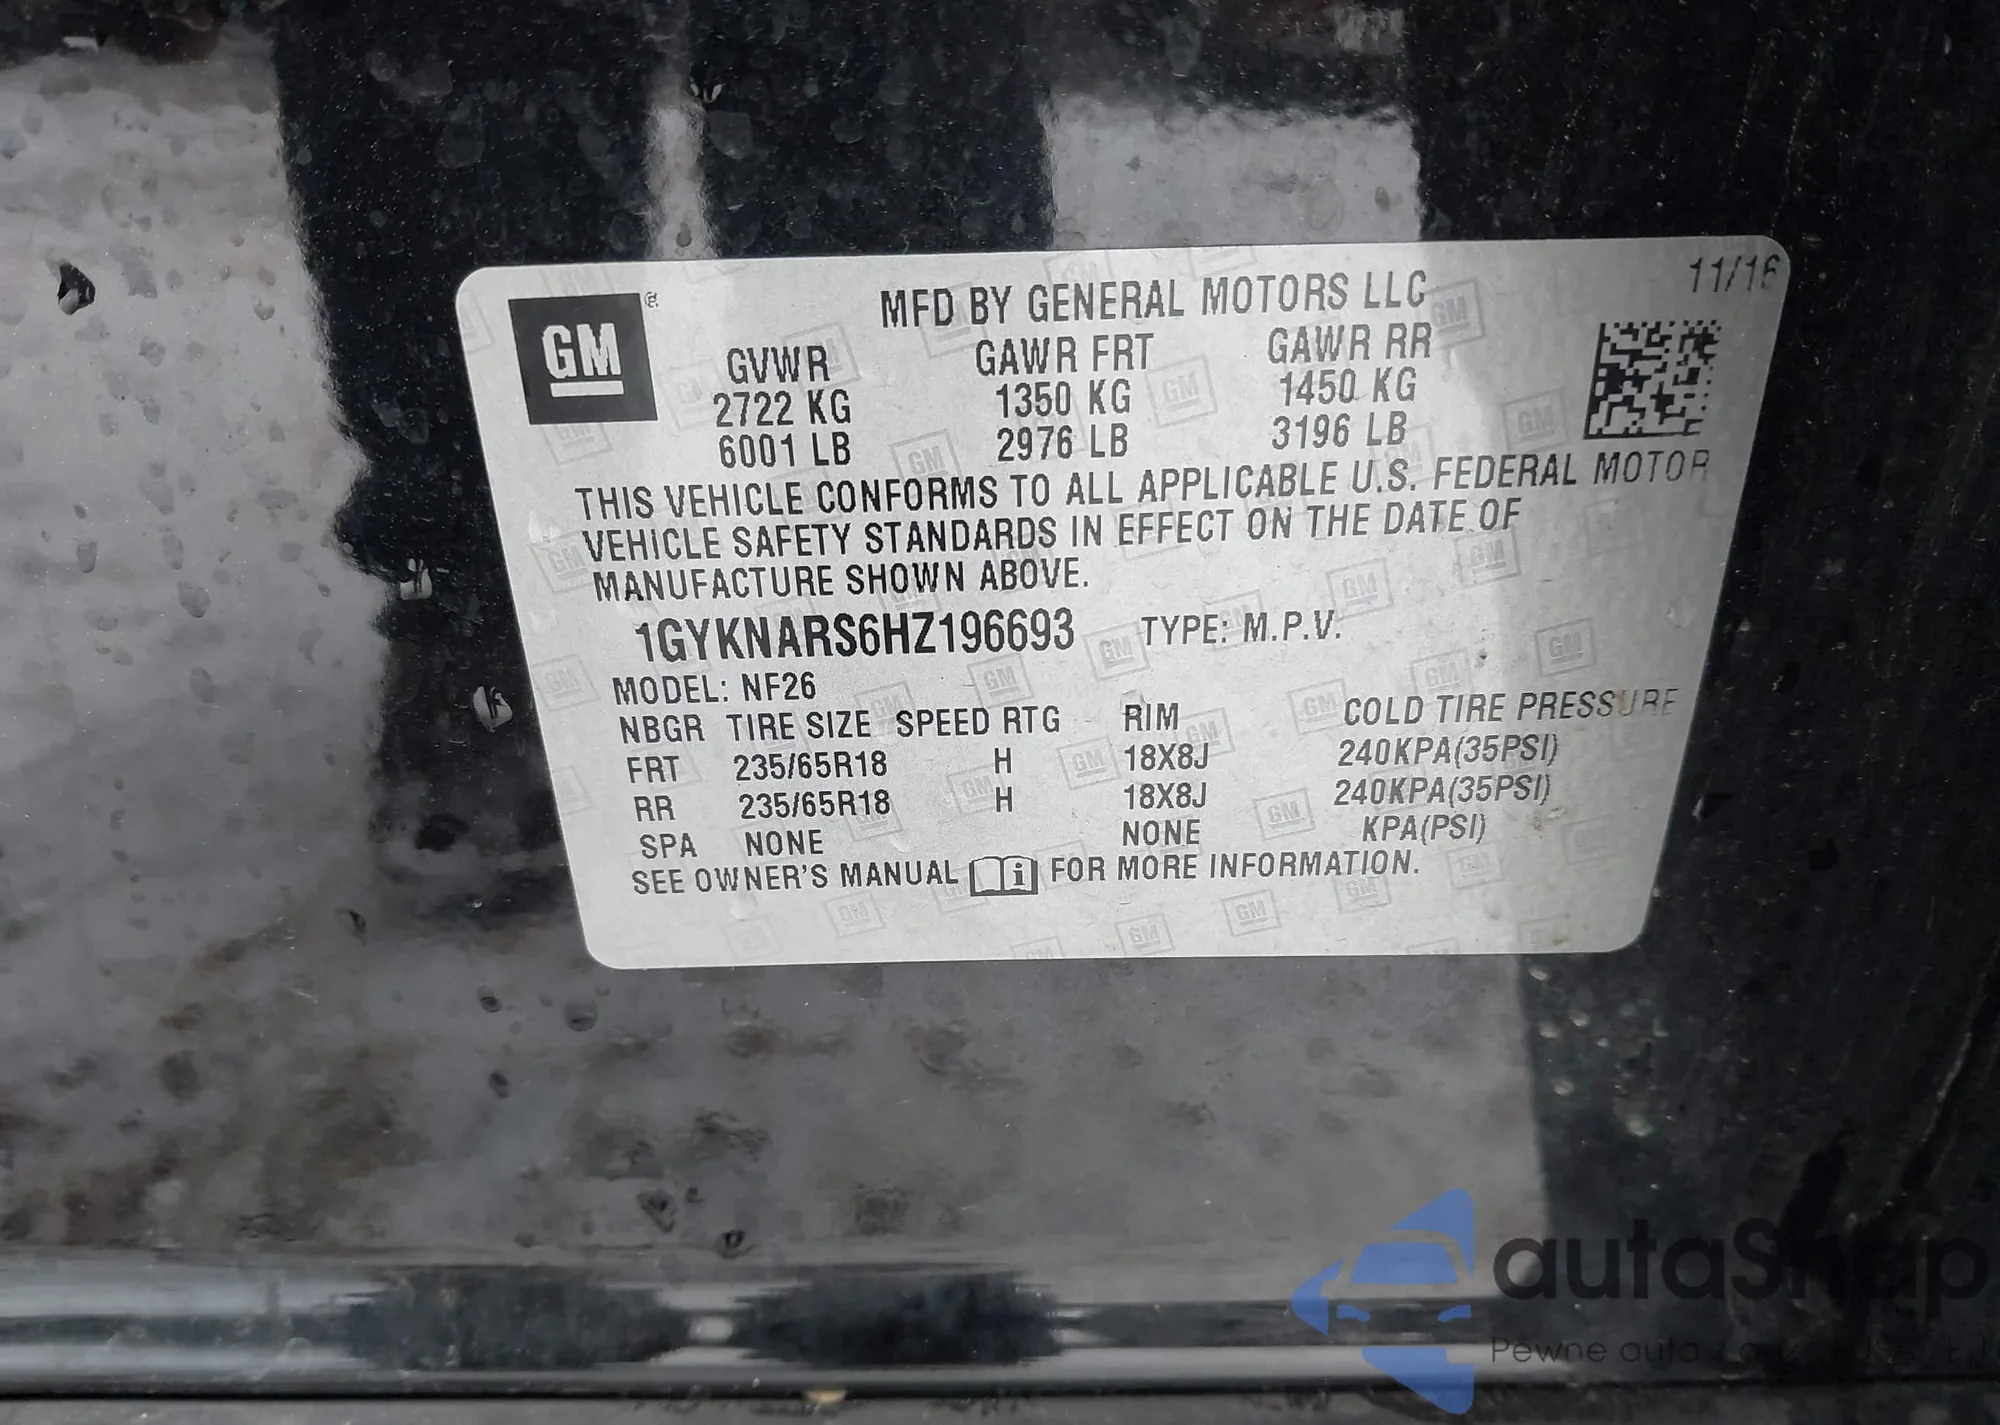 11/16
GM
MFD BY GENERAL MOTORS LLC
GVWR GAWR FRT GAWR RR
2722 KG 1350 KG 1450 KG
6001 LB 2976 LB 3196 LB
THIS VEHICLE CONFORMS TO ALL APPLICABLE U.S. FEDERAL MOTOR
VEHICLE SAFETY STANDARDS IN EFFECT ON THE DATE OF
MANUFACTURE SHOWN ABOVE.
1GYKNARS6HZ196693 TYPE: M.P.V.
MODEL: NF26
NBGR TIRE SIZE SPEED RTG RIM COLD TIRE PRESSURE
FRT 235/65R18 H 18X8J 240KPA(35PSI)
RR 235/65R18 H 18X8J 240KPA(35PSI)
SPA NONE NONE KPA(PSI)
SEE OWNER'S MANUAL i FOR MORE INFORMATION.
autaSnap
Pewne auta z